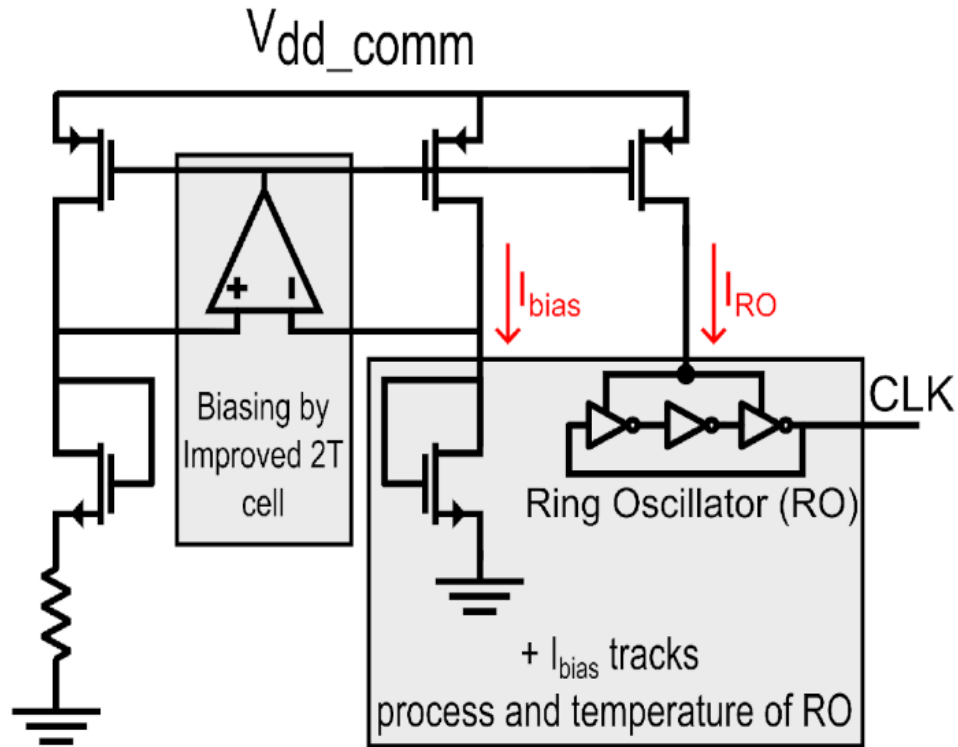 Vdd_comm
+ -
Ibias
IRO
Biasing by
Improved 2T
cell
CLK
Ring Oscillator (RO)
+ Ibias tracks
process and temperature of RO